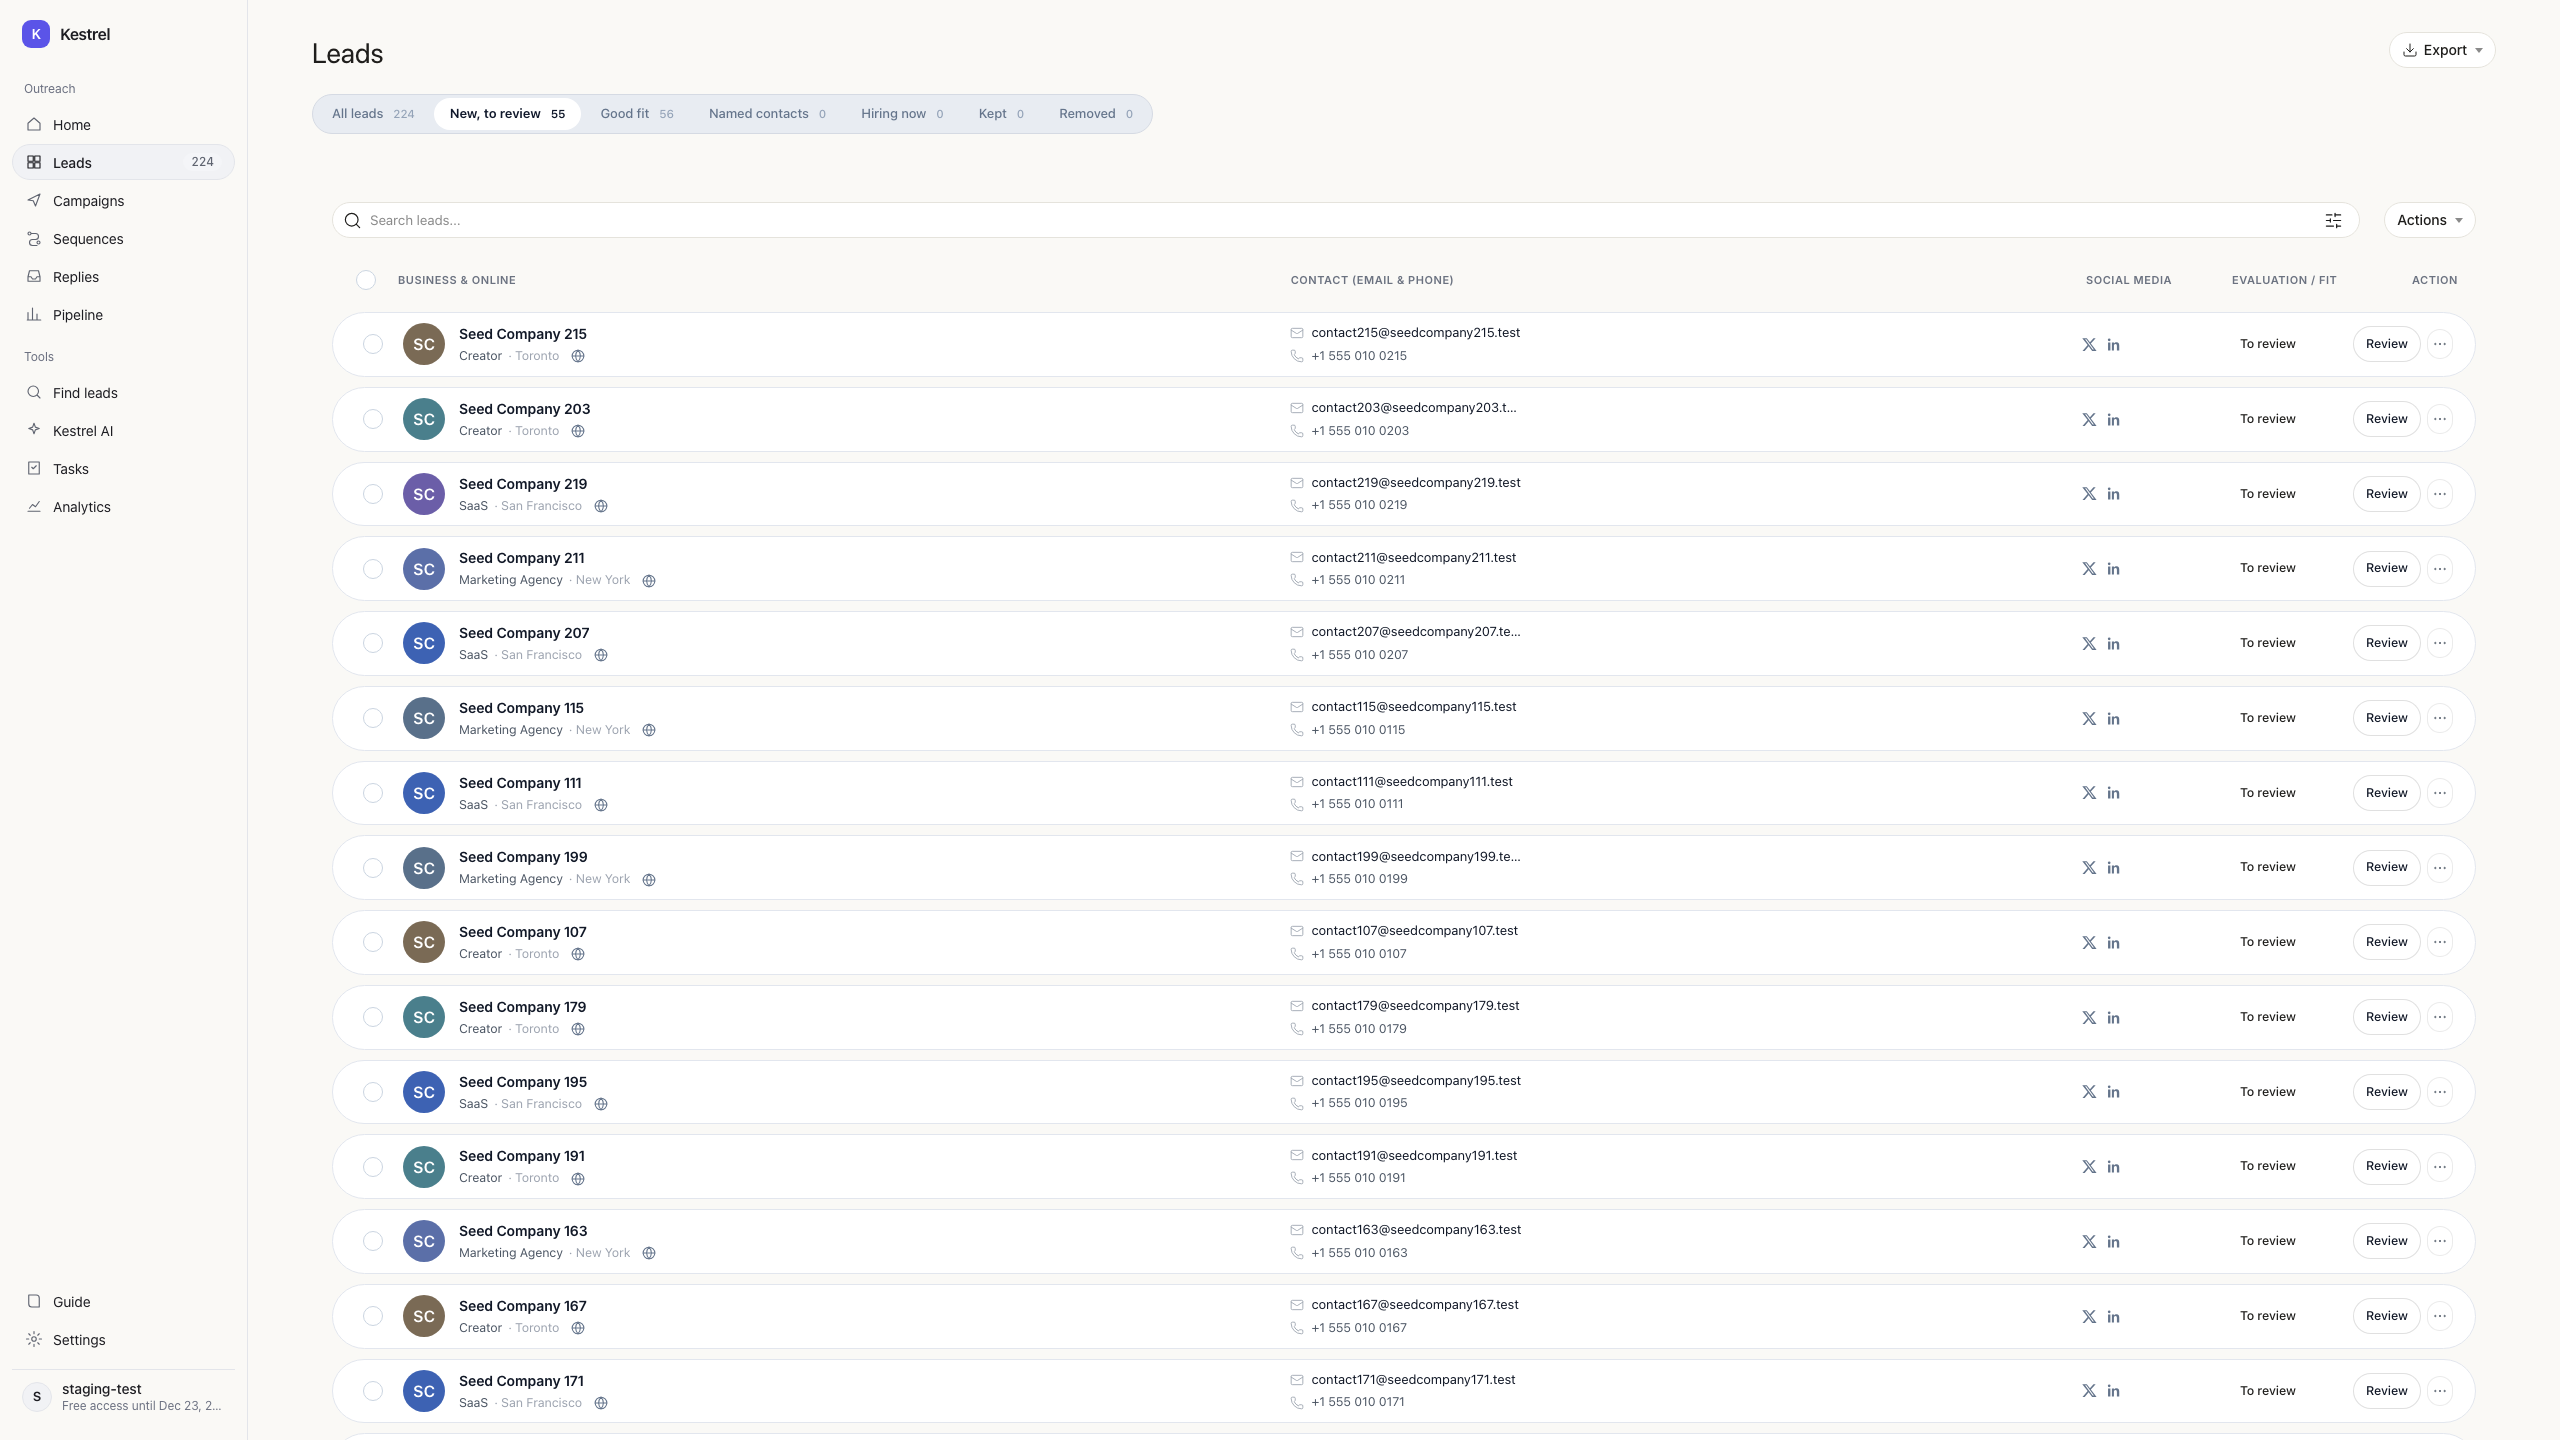 K Kestrel
Outreach
Home
Leads 224
Campaigns
Sequences
Replies
Pipeline
Tools
Find leads
Kestrel AI
Tasks
Analytics
Guide
Settings
S staging-test
Free access until Dec 23, 2...
Leads
Export
All leads 224 New, to review 55 Good fit 56 Named contacts 0 Hiring now 0 Kept 0 Removed 0
Search leads...
Actions
BUSINESS & ONLINE CONTACT (EMAIL & PHONE) SOCIAL MEDIA EVALUATION / FIT ACTION
SC Seed Company 215 contact215@seedcompany215.test X in To review Review ...
Creator · Toronto +1 555 010 0215
SC Seed Company 203 contact203@seedcompany203.t... X in To review Review ...
Creator · Toronto +1 555 010 0203
SC Seed Company 219 contact219@seedcompany219.test X in To review Review ...
SaaS · San Francisco +1 555 010 0219
SC Seed Company 211 contact211@seedcompany211.test X in To review Review ...
Marketing Agency · New York +1 555 010 0211
SC Seed Company 207 contact207@seedcompany207.te... X in To review Review ...
SaaS · San Francisco +1 555 010 0207
SC Seed Company 115 contact115@seedcompany115.test X in To review Review ...
Marketing Agency · New York +1 555 010 0115
SC Seed Company 111 contact111@seedcompany111.test X in To review Review ...
SaaS · San Francisco +1 555 010 0111
SC Seed Company 199 contact199@seedcompany199.te... X in To review Review ...
Marketing Agency · New York +1 555 010 0199
SC Seed Company 107 contact107@seedcompany107.test X in To review Review ...
Creator · Toronto +1 555 010 0107
SC Seed Company 179 contact179@seedcompany179.test X in To review Review ...
Creator · Toronto +1 555 010 0179
SC Seed Company 195 contact195@seedcompany195.test X in To review Review ...
SaaS · San Francisco +1 555 010 0195
SC Seed Company 191 contact191@seedcompany191.test X in To review Review ...
Creator · Toronto +1 555 010 0191
SC Seed Company 163 contact163@seedcompany163.test X in To review Review ...
Marketing Agency · New York +1 555 010 0163
SC Seed Company 167 contact167@seedcompany167.test X in To review Review ...
Creator · Toronto +1 555 010 0167
SC Seed Company 171 contact171@seedcompany171.test X in To review Review ...
SaaS · San Francisco +1 555 010 0171